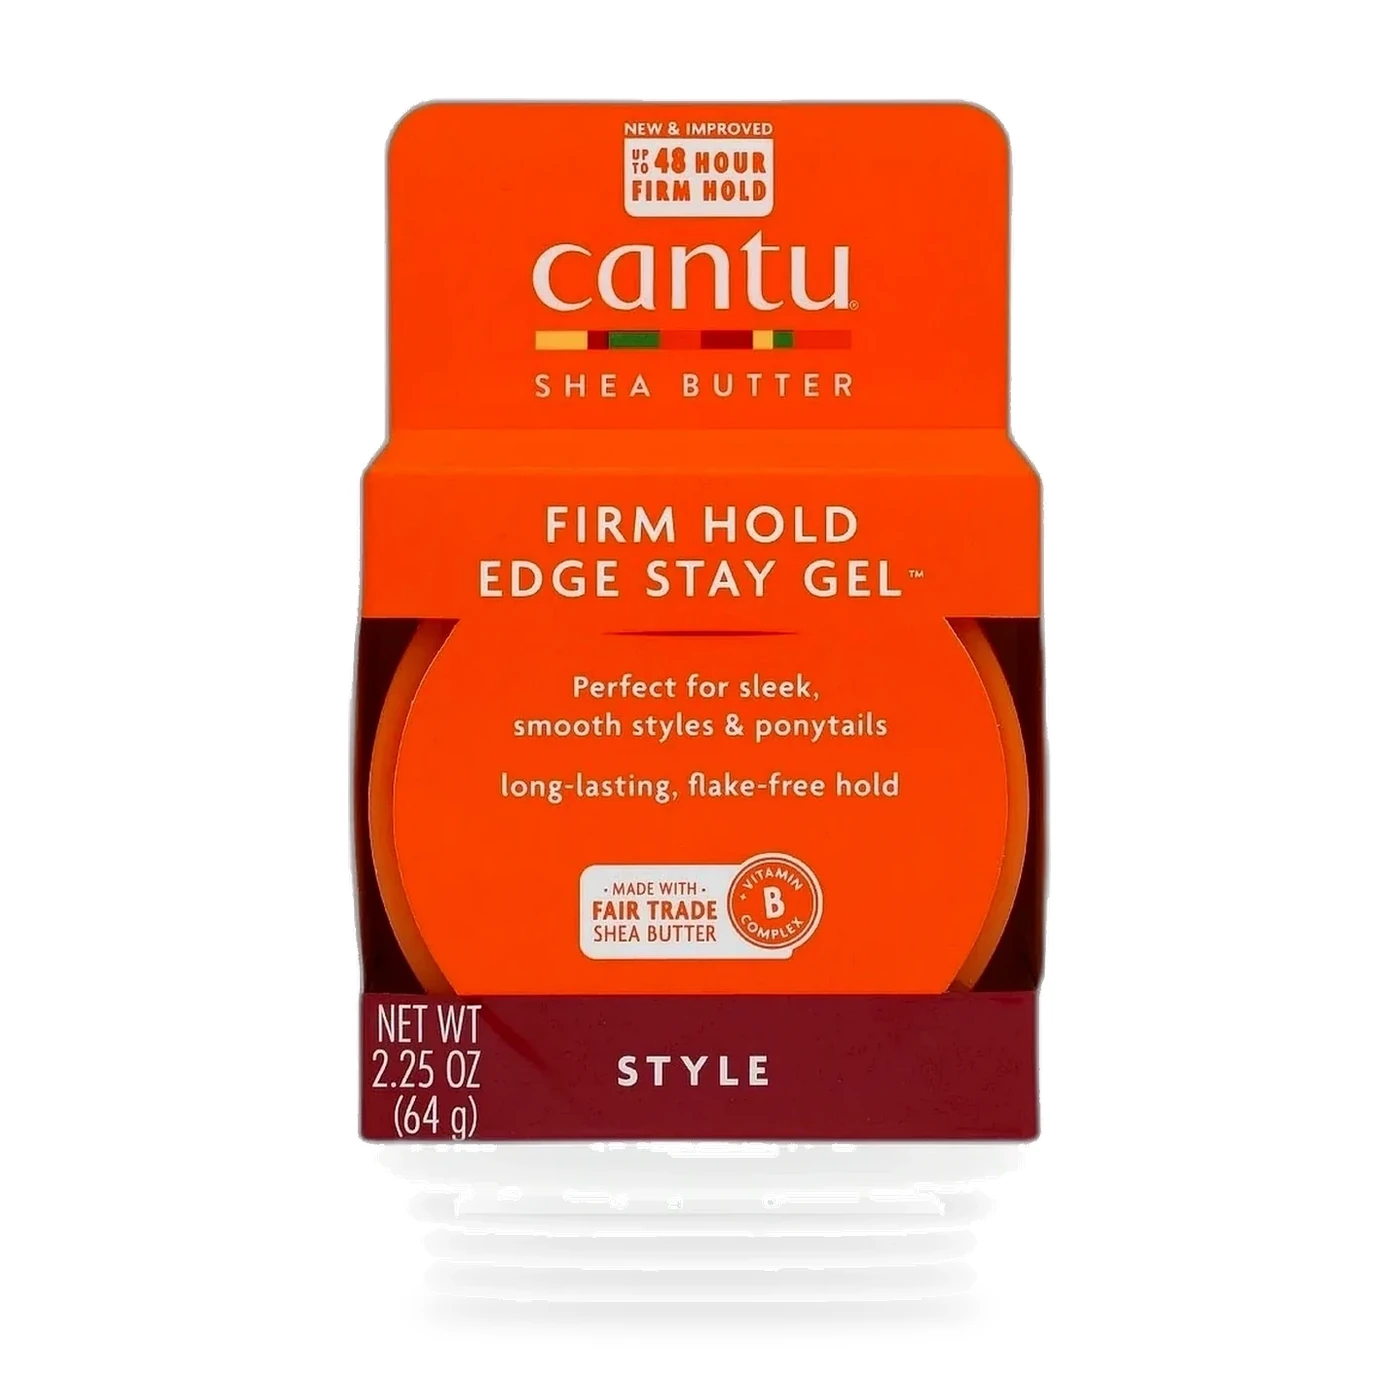 NEW & IMPROVED
UP TO 48 HOUR
FIRM HOLD
cantu®
SHEA BUTTER
FIRM HOLD
EDGE STAY GEL™
Perfect for sleek,
smooth styles & ponytails
long-lasting, flake-free hold
· MADE WITH ·
FAIR TRADE
SHEA BUTTER
VITAMIN
B
COMPLEX
NET WT
2.25 OZ
(64 g)
STYLE